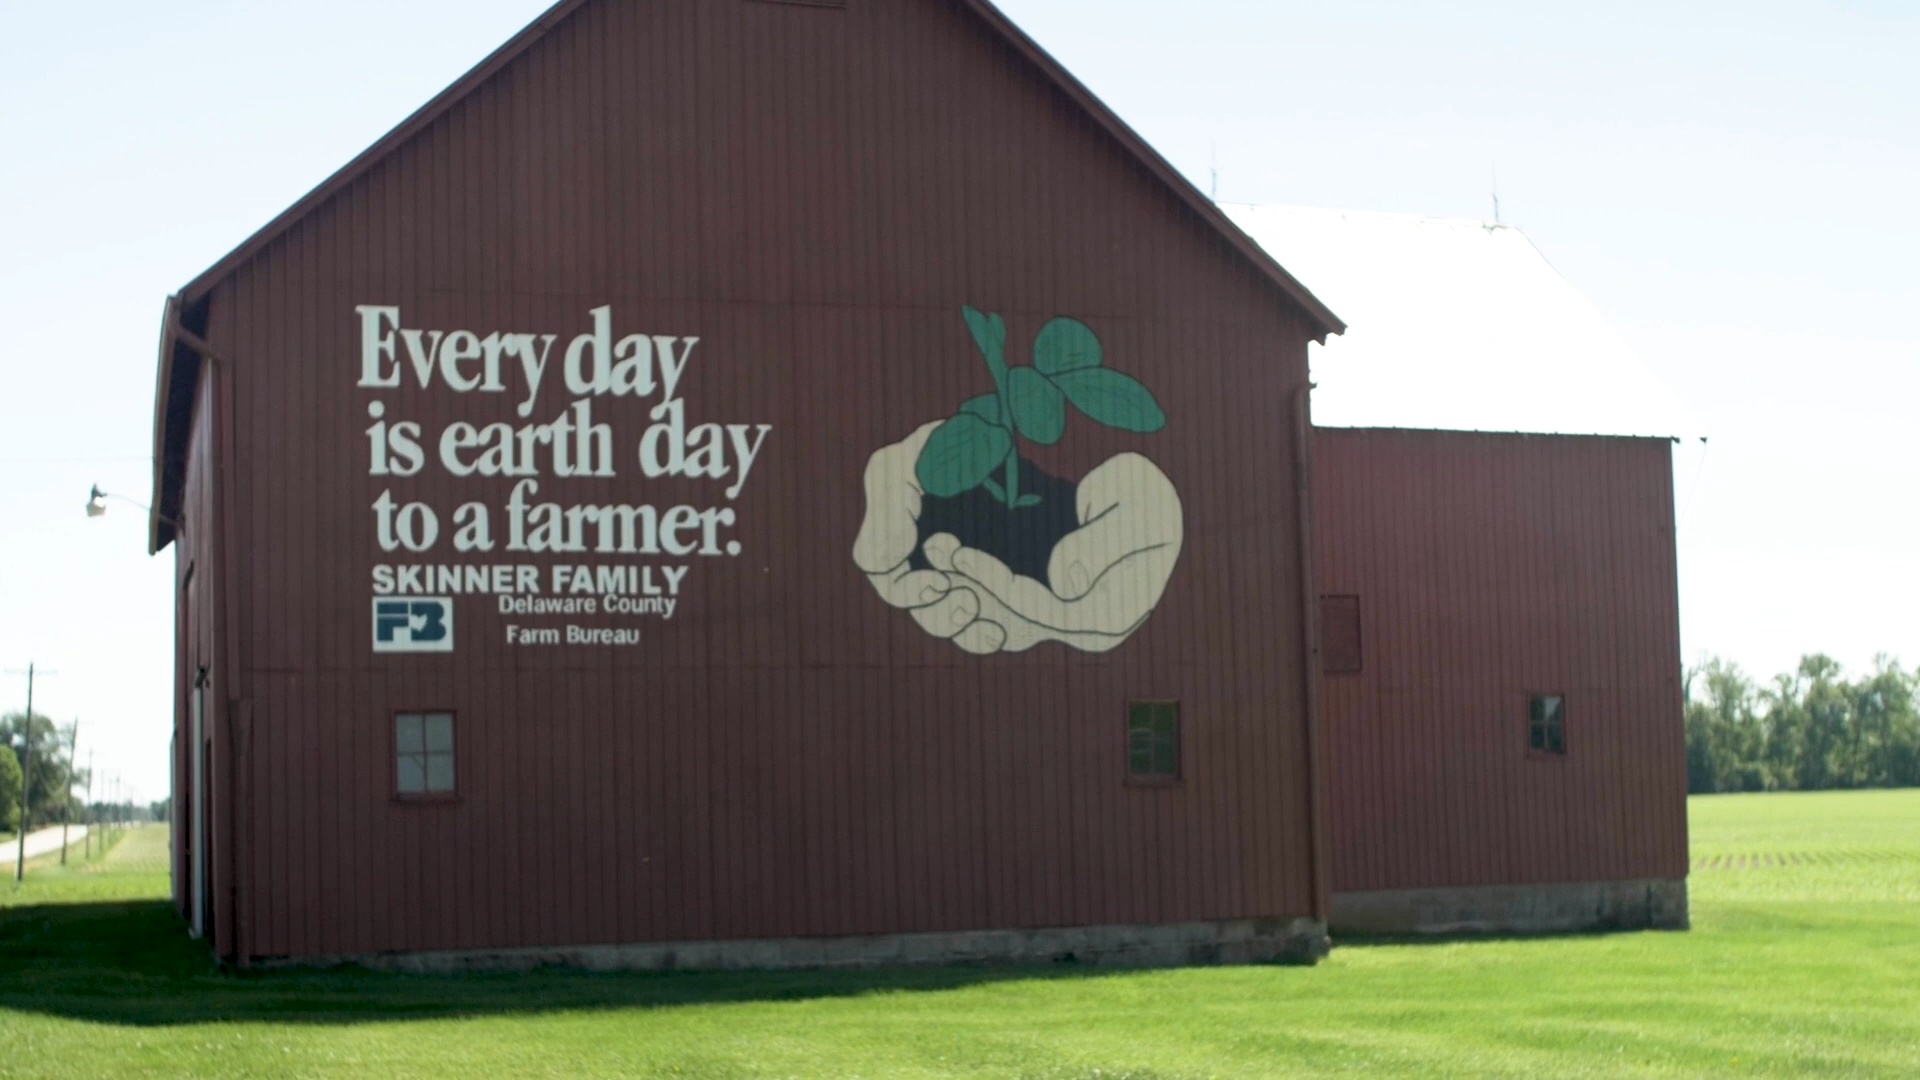 Every day
is earth day
to a farmer.
SKINNER FAMILY
FB Delaware County
Farm Bureau